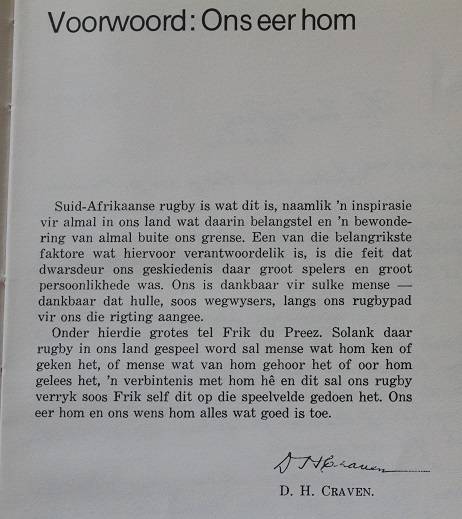 Voorwoord: Ons eer hom
Suid-Afrikaanse rugby is wat dit is, naamlik 'n inspirasie
vir almal in ons land wat daarin belangstel en 'n bewonde-
ring van almal buite ons grense. Een van die belangrikste
faktore wat hiervoor verantwoordelik is, is die feit dat
dwarsdeur ons geskiedenis daar groot spelers en groot
persoonlikhede was. Ons is dankbaar vir sulke mense —
dankbaar dat hulle, soos wegwysers, langs ons rugbypad
vir ons die rigting aangee.
Onder hierdie grotes tel Frik du Preez. Solank daar
rugby in ons land gespeel word sal mense wat hom ken of
geken het, of mense wat van hom gehoor het of oor hom
gelees het, 'n verbintenis met hom hê en dit sal ons rugby
verryk soos Frik self dit op die speelvelde gedoen het. Ons
eer hom en ons wens hom alles wat goed is toe.
D H Craven
D. H. CRAVEN.